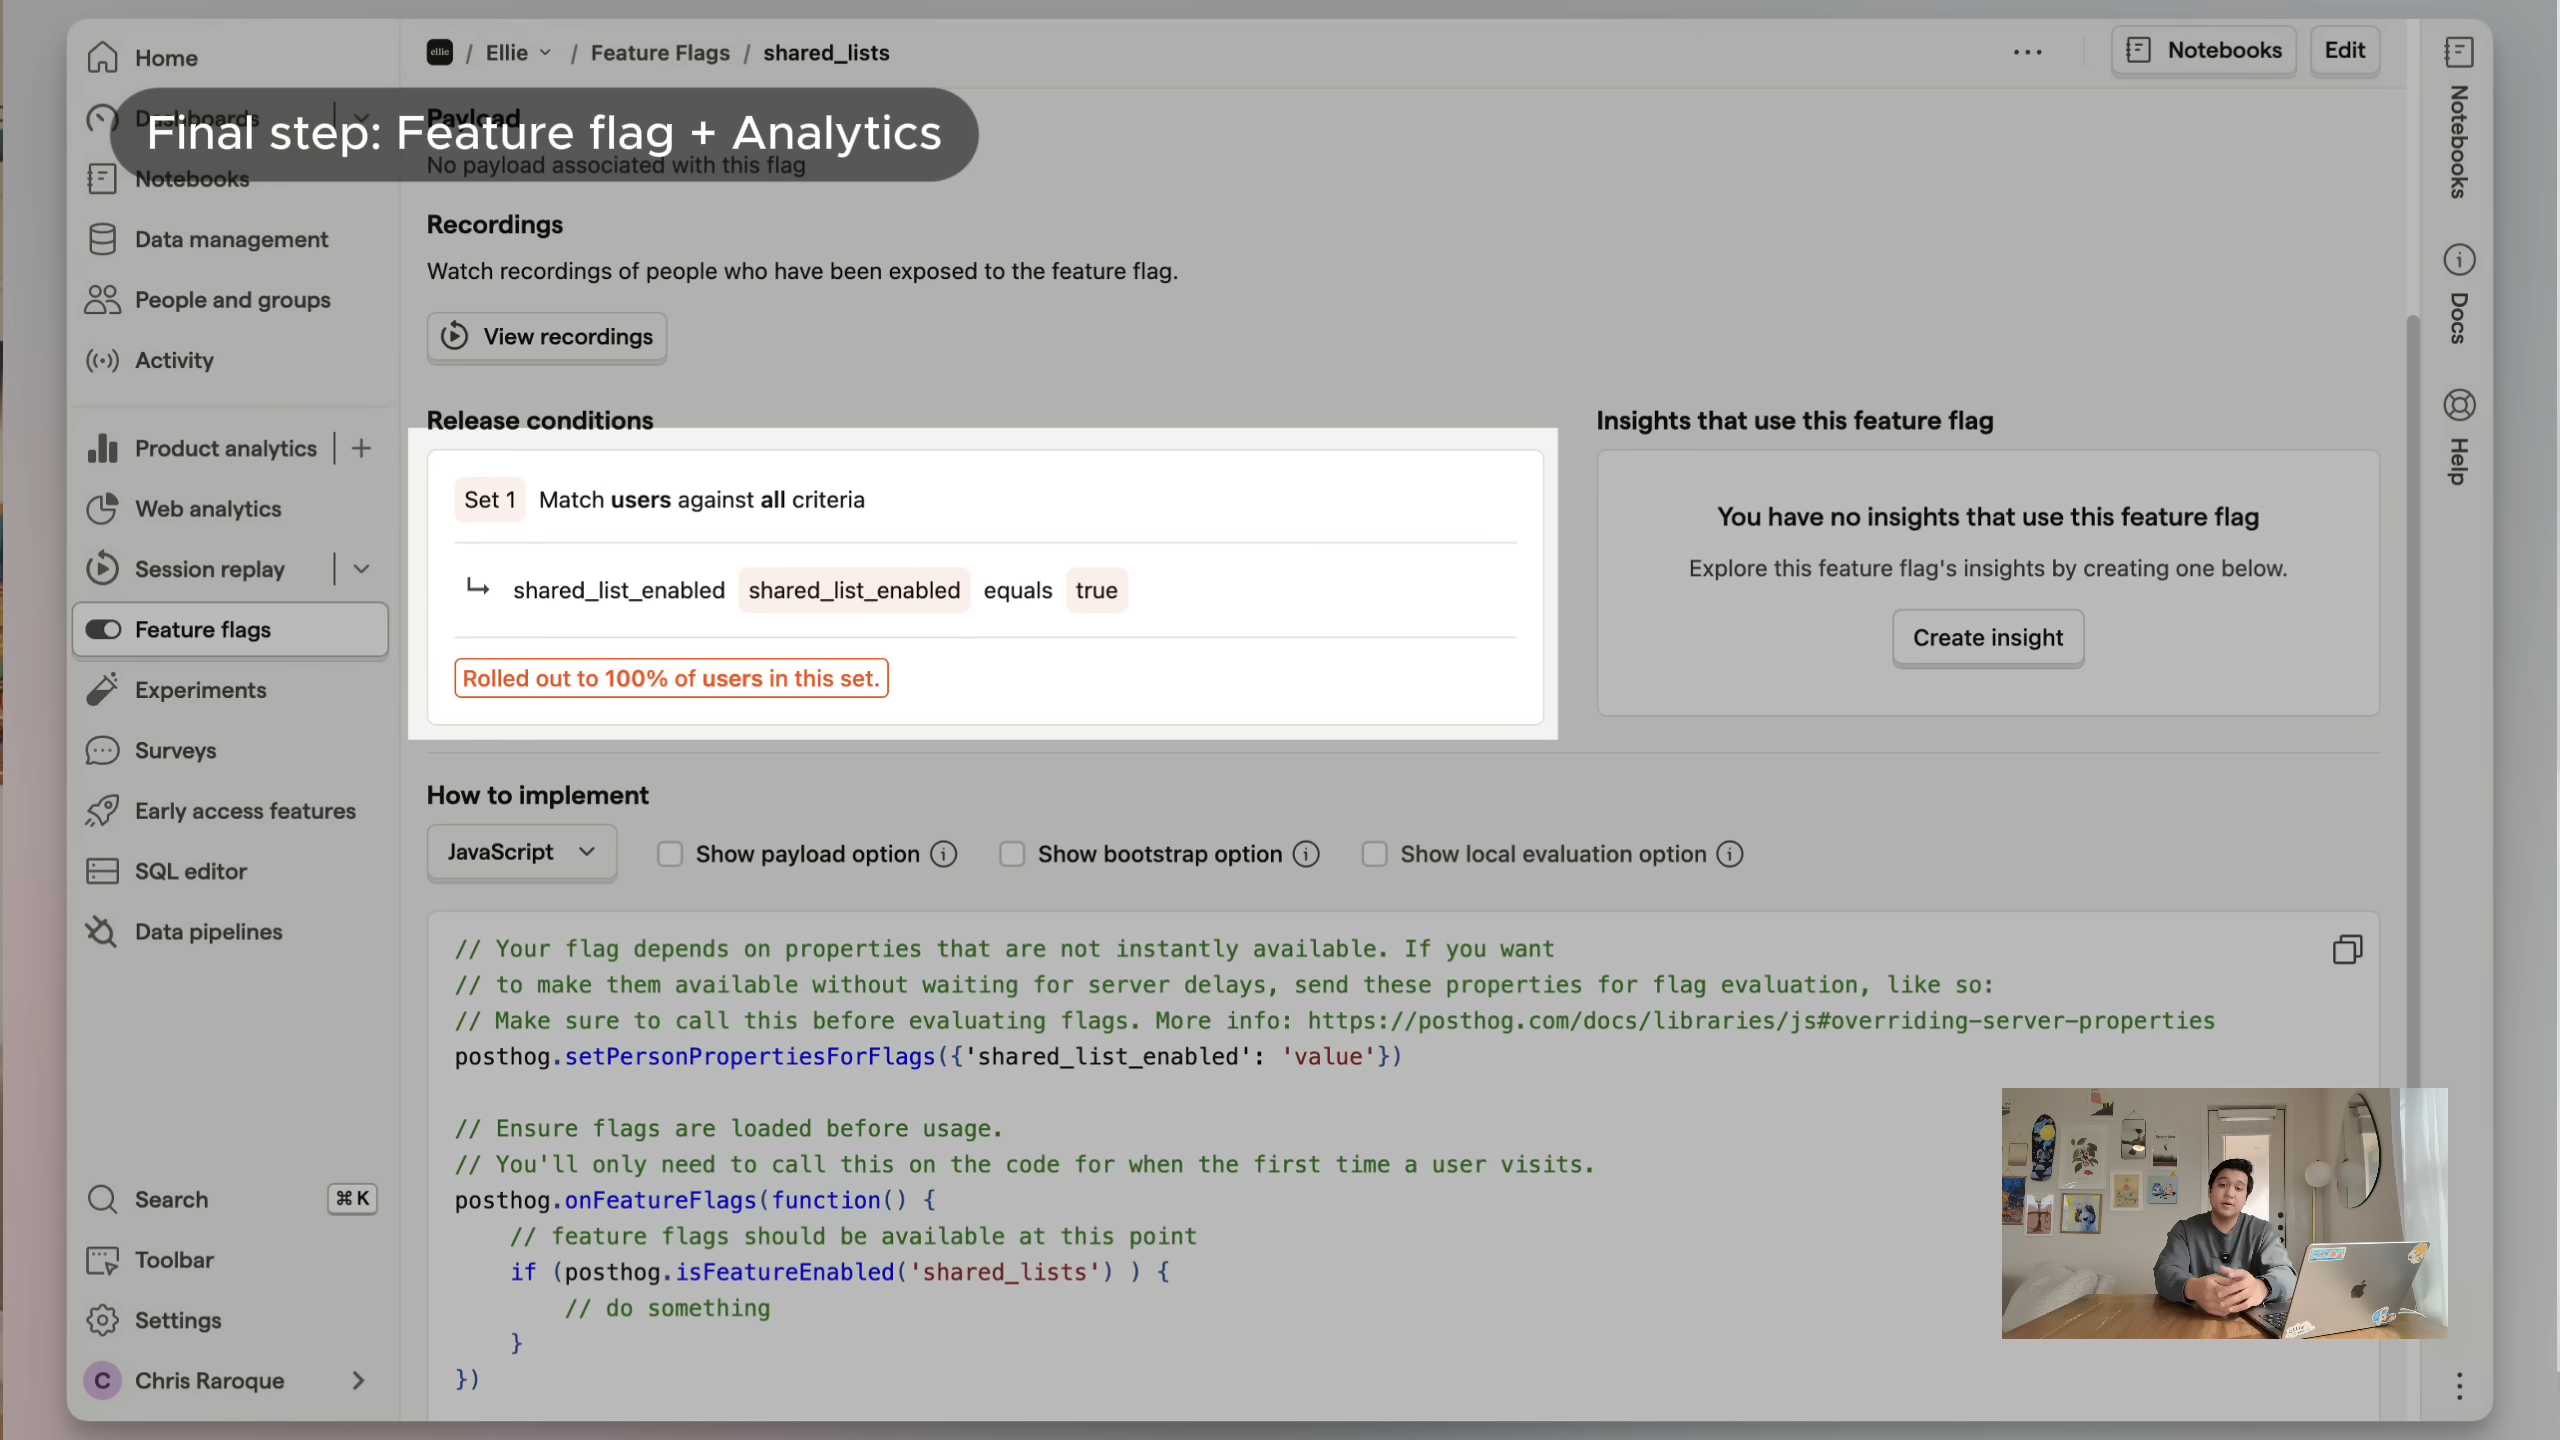 Home
Dashboards
Notebooks
Data management
People and groups
Activity
Product analytics
Web analytics
Session replay
Feature flags
Experiments
Surveys
Early access features
SQL editor
Data pipelines
Search ⌘ K
Toolbar
Settings
C Chris Raroque
ellie / Ellie / Feature Flags / shared_lists
Notebooks
Edit
Final step: Feature flag + Analytics
Payload
No payload associated with this flag
Recordings
Watch recordings of people who have been exposed to the feature flag.
View recordings
Release conditions
Set 1 Match users against all criteria
shared_list_enabled shared_list_enabled equals true
Rolled out to 100% of users in this set.
Insights that use this feature flag
You have no insights that use this feature flag
Explore this feature flag's insights by creating one below.
Create insight
How to implement
JavaScript Show payload option Show bootstrap option Show local evaluation option
// Your flag depends on properties that are not instantly available. If you want
// to make them available without waiting for server delays, send these properties for flag evaluation, like so:
// Make sure to call this before evaluating flags. More info: https://posthog.com/docs/libraries/js#overriding-server-properties
posthog.setPersonPropertiesForFlags({'shared_list_enabled': 'value'})
// Ensure flags are loaded before usage.
// You'll only need to call this on the code for when the first time a user visits.
posthog.onFeatureFlags(function() {
// feature flags should be available at this point
if (posthog.isFeatureEnabled('shared_lists') ) {
// do something
}
})
Notebooks
Docs
Help